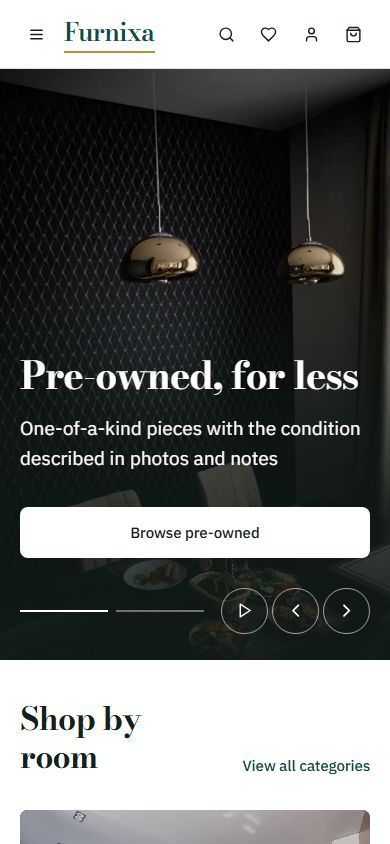 Furnixa
Pre-owned, for less
One-of-a-kind pieces with the condition
described in photos and notes
Browse pre-owned
Shop by
room
View all categories